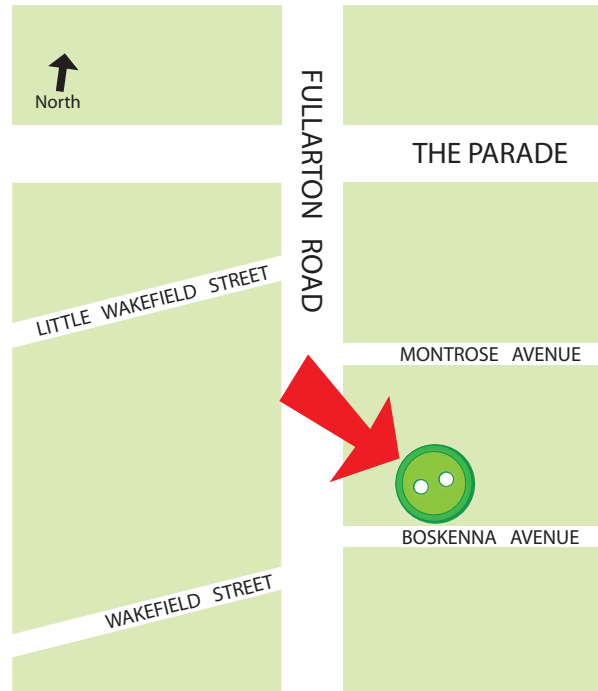 North
FULLARTON ROAD
THE PARADE
LITTLE WAKEFIELD STREET
MONTROSE AVENUE
BOSKENNA AVENUE
WAKEFIELD STREET